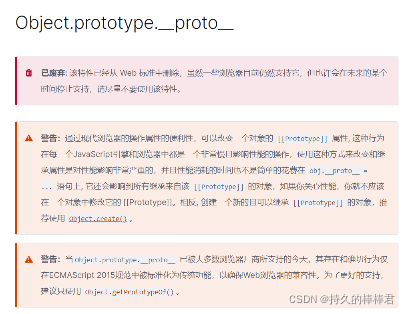 Object.prototype.__proto__
已废弃: 该特性已经从 Web 标准中删除，虽然一些浏览器目前仍然支持它，但也许会在未来的某个
时间停止支持，请尽量不要使用该特性。
警告：通过现代浏览器的操作属性的便利性，可以改变一个对象的 [[Prototype]] 属性, 这种行为
在每一个JavaScript引擎和浏览器中都是一个非常慢且影响性能的操作，使用这种方式来改变和继
承属性是对性能影响非常严重的，并且性能消耗的时间也不是简单的花费在 obj.__proto__ =
... 语句上, 它还会影响到所有继承来自该 [[Prototype]] 的对象，如果你关心性能，你就不应该
在一个对象中修改它的 [[Prototype]]。相反, 创建一个新的且可以继承 [[Prototype]] 的对象，推
荐使用 Object.create()。
警告：当Object.prototype.__proto__ 已被大多数浏览器厂商所支持的今天，其存在和确切行为仅
在ECMAScript 2015规范中被标准化为传统功能，以确保Web浏览器的兼容性。为了更好的支持，
建议只使用 Object.getPrototypeOf()。
CSDN @持久的棒棒君